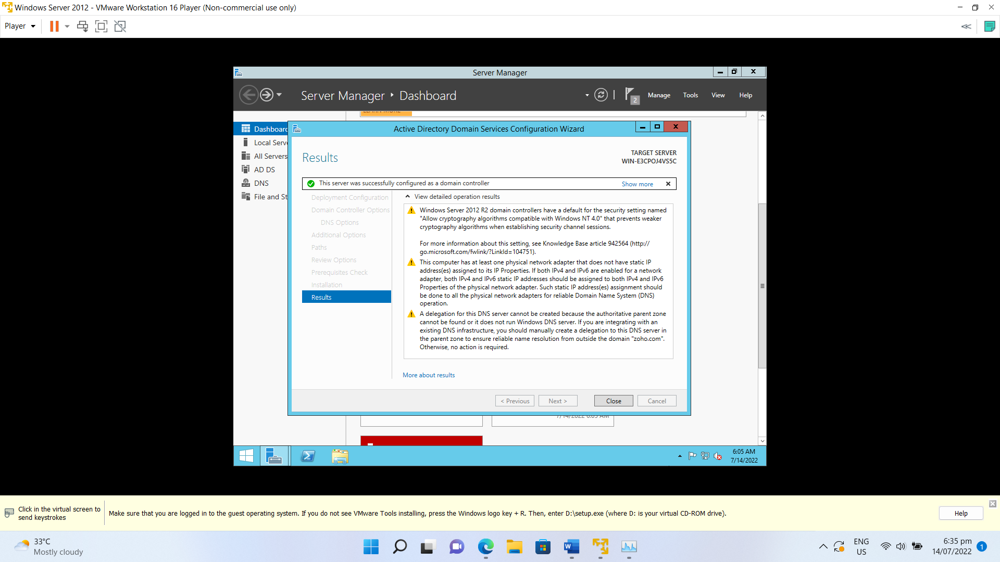 Windows Server 2012 - VMware Workstation 16 Player (Non-commercial use only)
Player
Server Manager
Server Manager Dashboard
2
Manage Tools View Help
Dashboard
Local Serve
All Servers
AD DS
DNS
File and St
Active Directory Domain Services Configuration Wizard
Results
TARGET SERVER
WIN-E3CPOJ4VS5C
This server was successfully configured as a domain controller
Show more
Deployment Configuration
Domain Controller Options
DNS Options
Additional Options
Paths
Review Options
Prerequisites Check
Installation
Results
View detailed operation results
Windows Server 2012 R2 domain controllers have a default for the security setting named
"Allow cryptography algorithms compatible with Windows NT 4.0" that prevents weaker
cryptography algorithms when establishing security channel sessions.
For more information about this setting, see Knowledge Base article 942564 (http://
go.microsoft.com/fwlink/?LinkId=104751).
This computer has at least one physical network adapter that does not have static IP
address(es) assigned to its IP Properties. If both IPv4 and IPv6 are enabled for a network
adapter, both IPv4 and IPv6 static IP addresses should be assigned to both IPv4 and IPv6
Properties of the physical network adapter. Such static IP address(es) assignment should
be done to all the physical network adapters for reliable Domain Name System (DNS)
operation.
A delegation for this DNS server cannot be created because the authoritative parent zone
cannot be found or it does not run Windows DNS server. If you are integrating with an
existing DNS infrastructure, you should manually create a delegation to this DNS server in
the parent zone to ensure reliable name resolution from outside the domain "zoho.com".
Otherwise, no action is required.
More about results
< Previous
Next >
Close
Cancel
7/14/2022 6:05 AM
6:05 AM
7/14/2022
Click in the virtual screen to
send keystrokes
Make sure that you are logged in to the guest operating system. If you do not see VMware Tools installing, press the Windows logo key + R. Then, enter D:\setup.exe (where D: is your virtual CD-ROM drive).
Help
33°C
Mostly cloudy
ENG
US
6:35 pm
14/07/2022
1